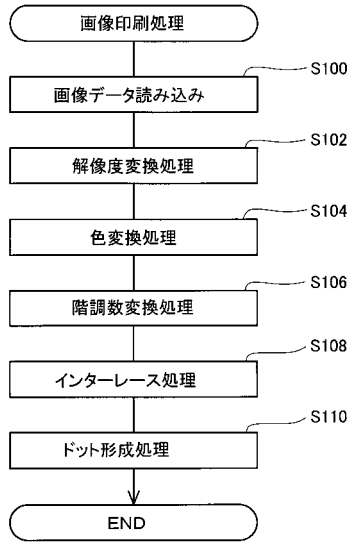 画像印刷処理
S100
画像データ読み込み
S102
解像度変換処理
S104
色変換処理
S106
階調数変換処理
S108
インターレース処理
S110
ドット形成処理
END